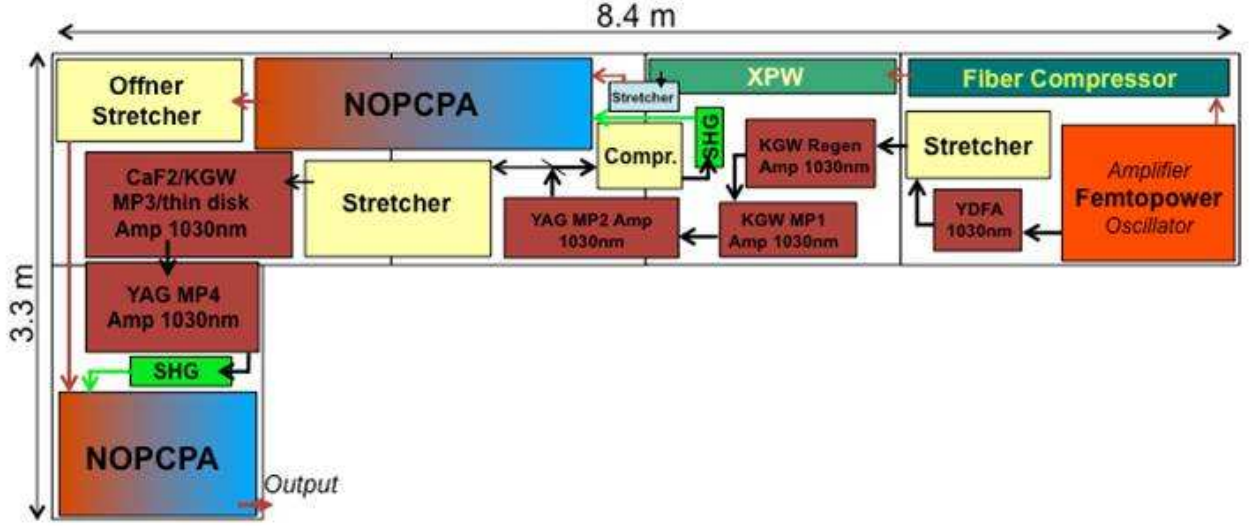 8.4 m
Offner
Stretcher
NOPCPA
Stretcher
XPW
Fiber Compressor
SHG
Compr.
KGW Regen
Amp 1030nm
Stretcher
Amplifier
Femtopower
Oscillator
YDFA
1030nm
CaF2/KGW
MP3/thin disk
Amp 1030nm
Stretcher
YAG MP2 Amp
1030nm
KGW MP1
Amp 1030nm
3.3 m
YAG MP4
Amp 1030nm
SHG
NOPCPA
Output